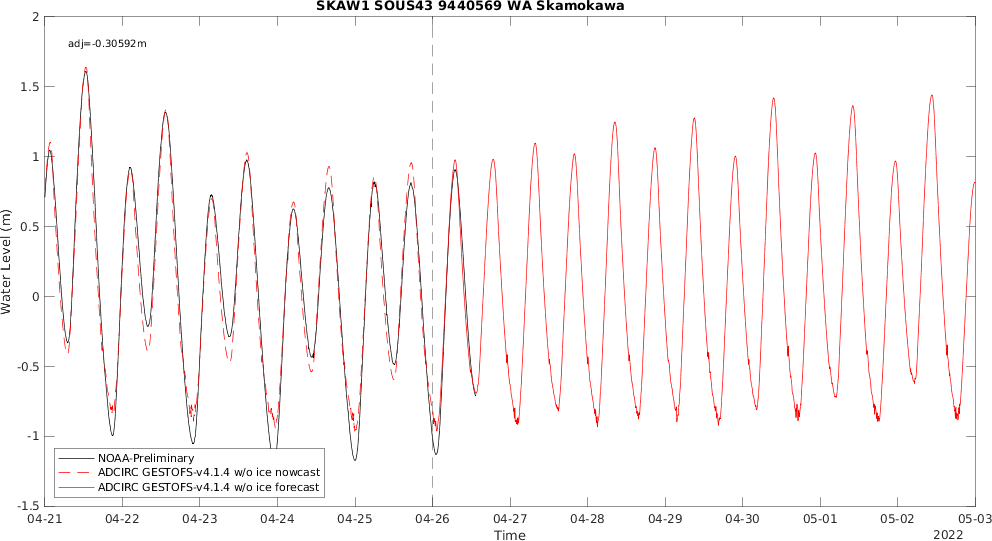 SKAW1 SOUS43 9440569 WA Skamokawa
adj=-0.30592m
Water Level (m)
2
1.5
1
0.5
0
-0.5
-1
-1.5
NOAA-Preliminary
ADCIRC GESTOFS-v4.1.4 w/o ice nowcast
ADCIRC GESTOFS-v4.1.4 w/o ice forecast
04-21 04-22 04-23 04-24 04-25 04-26 04-27 04-28 04-29 04-30 05-01 05-02 05-03
Time
2022